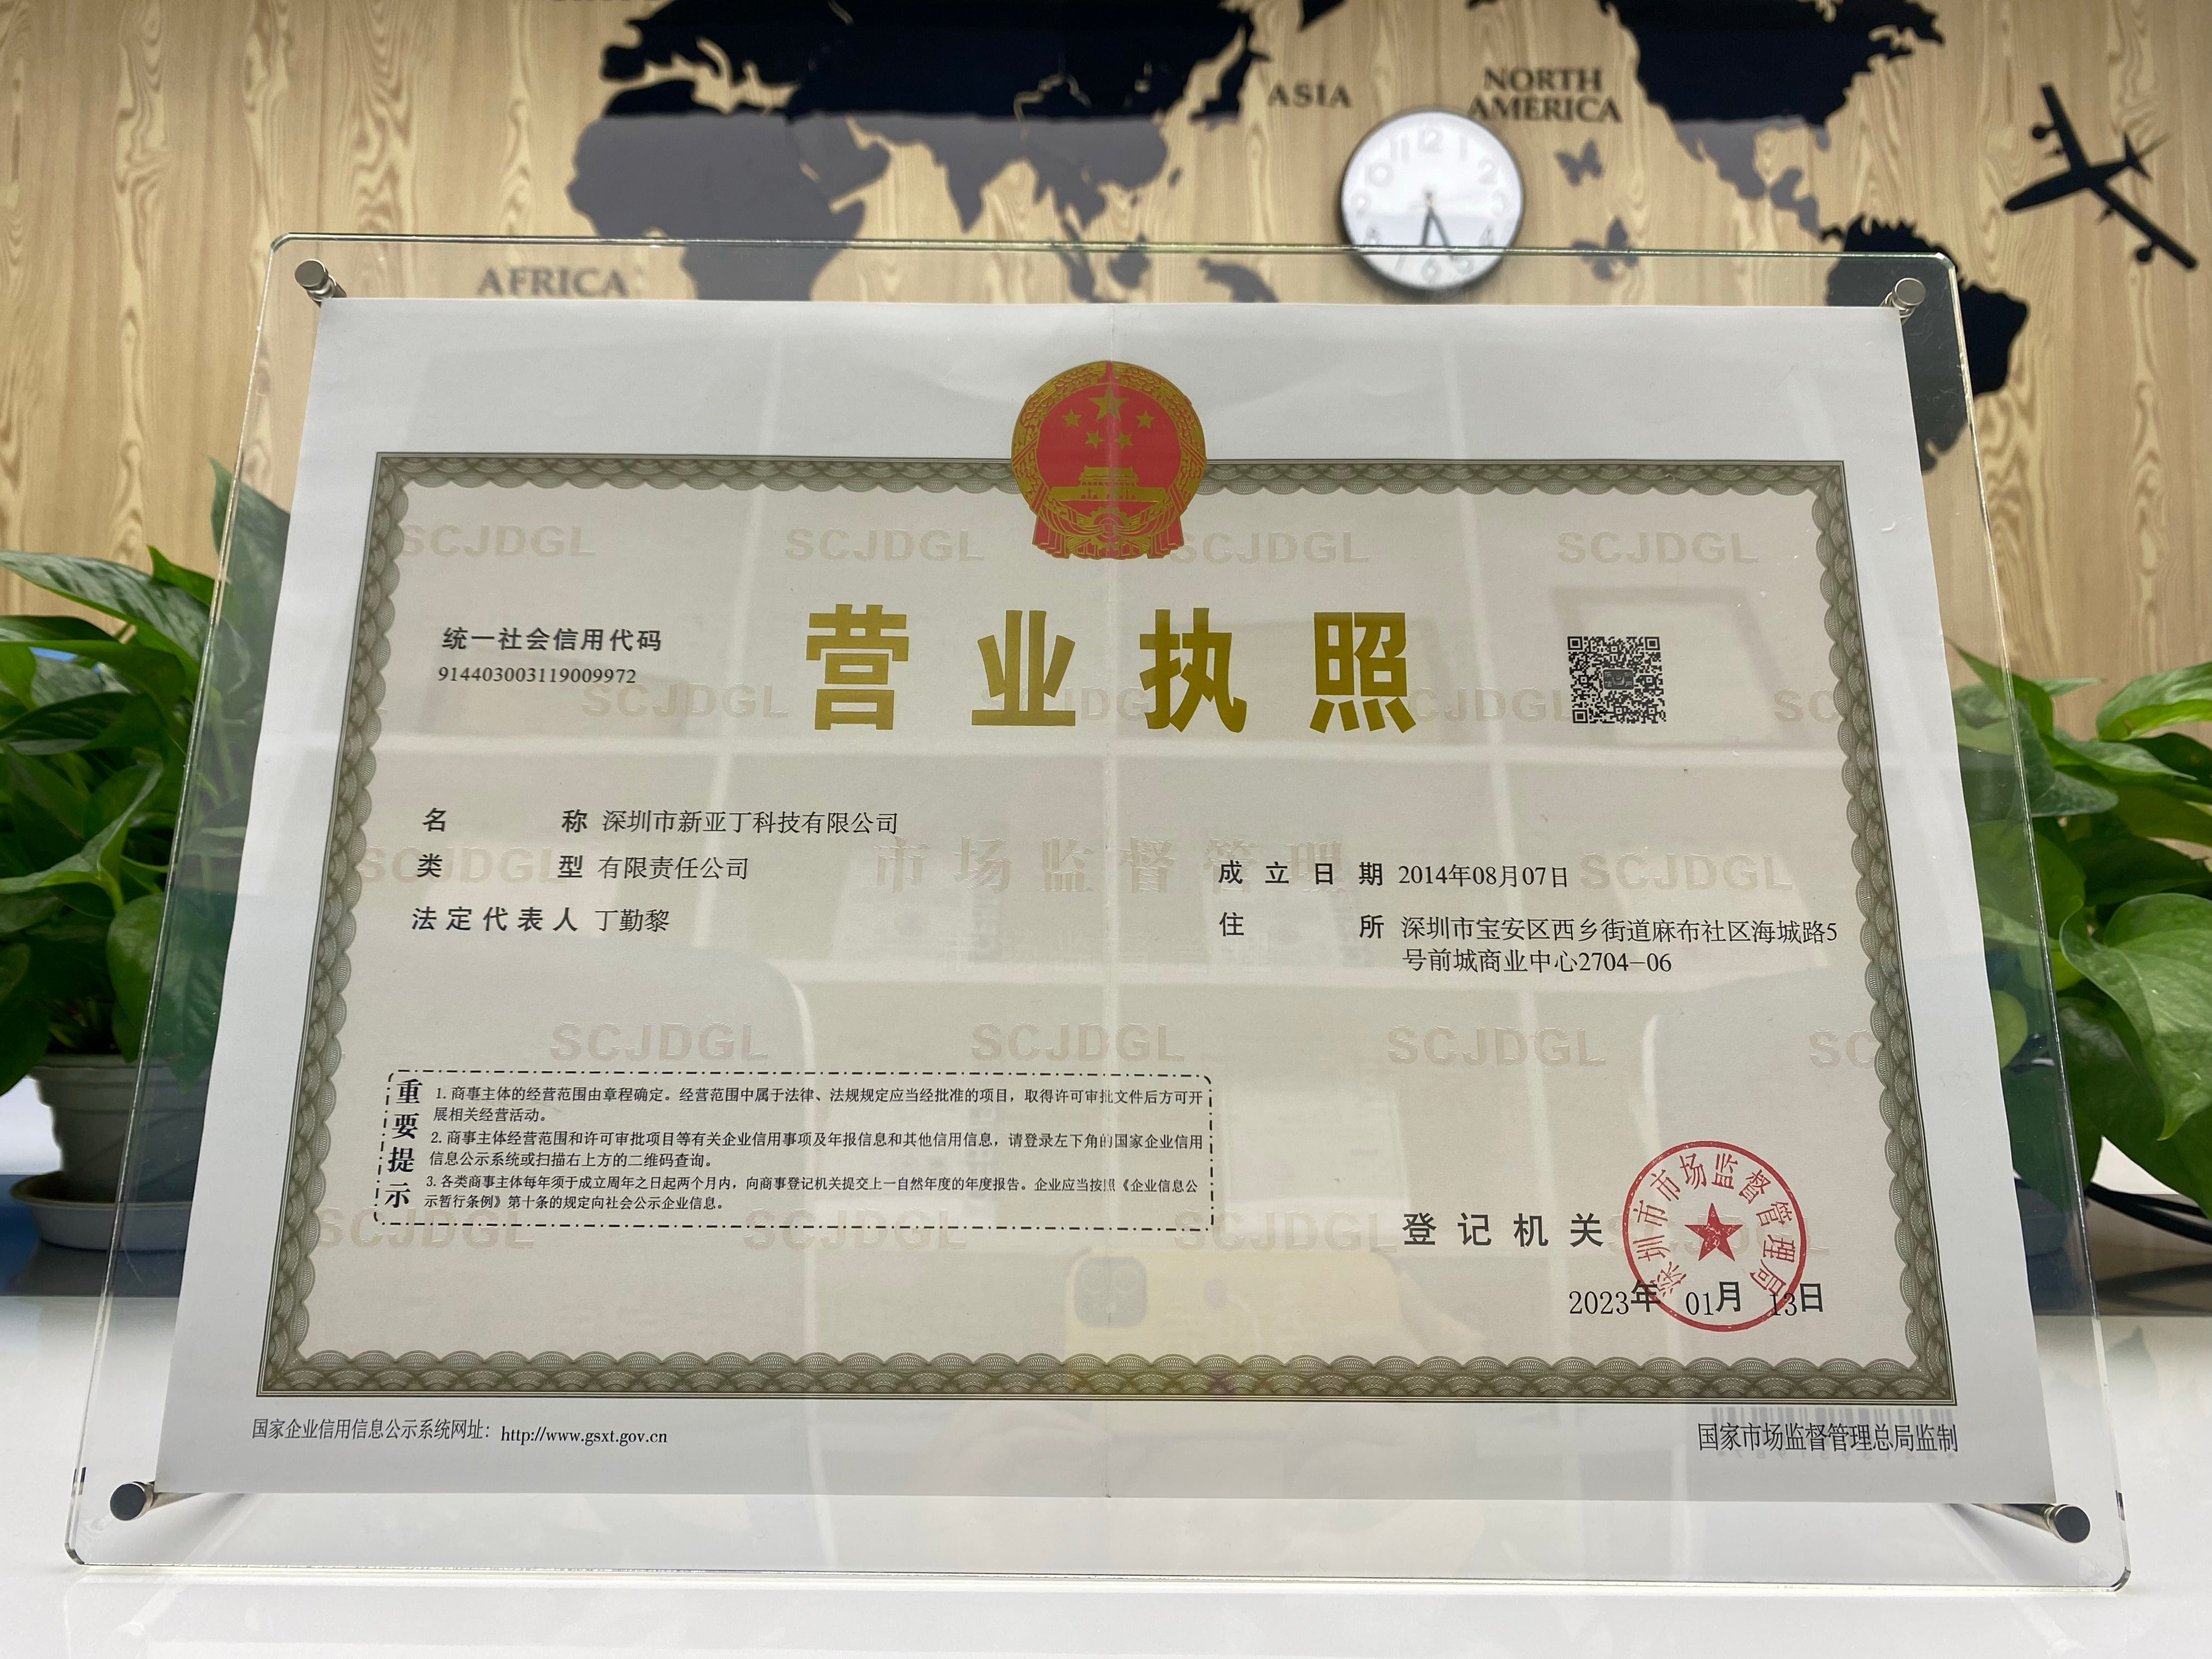 ASIA
NORTH
AMERICA
AFRICA
SCJDGL SCJDGL SCJDGL SCJDGL
统一社会信用代码
914403003119009972
营业执照
SCJDGL
名称 深圳市新亚丁科技有限公司
类型 有限责任公司
法定代表人 丁勤黎
市场监督管理
成立日期 2014年08月07日
SCJDGL SCJDGL
住所 深圳市宝安区西乡街道麻布社区海城路5
号前城商业中心2704-06
SCJDGL SCJDGL SCJDGL SC
重要提示
1. 商事主体的经营范围由章程确定。经营范围中属于法律、法规规定应当经批准的项目，取得许可审批文件后方可开
展相关经营活动。
2. 商事主体经营范围和许可审批项目等有关企业信用事项及年报信息和其他信用信息，请登录左下角的国家企业信用
信息公示系统或扫描右上方的二维码查询。
3. 各类商事主体每年须于成立周年之日起两个月内，向商事登记机关提交上一自然年度的年度报告。企业应当按照《企业信息公
示暂行条例》第十条的规定向社会公示企业信息。
SCJDGL SCJDGL SCJDGL
登记机关
深圳市市场监督管理局
2023年 01月 13日
国家企业信用信息公示系统网址：http://www.gsxt.gov.cn
国家市场监督管理总局监制